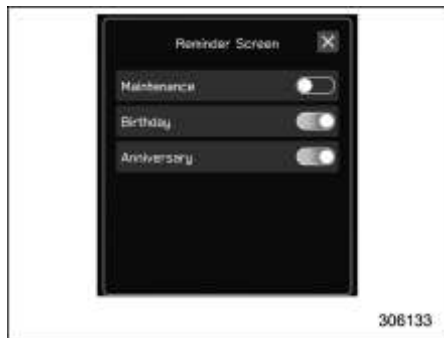 Reminder Screen
Maintenance
Birthday
Anniversary
306133